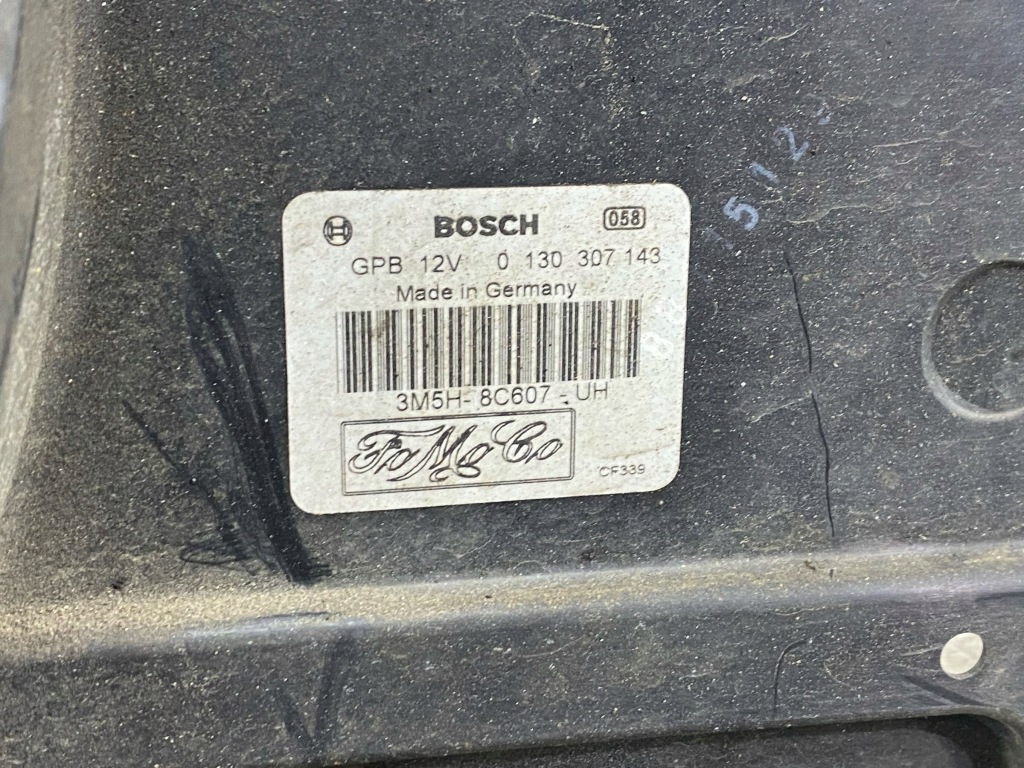 BOSCH 058
GPB 12V 0 130 307 143
Made in Germany
3M5H- 8C607 - UH
FoMoCo
CF339